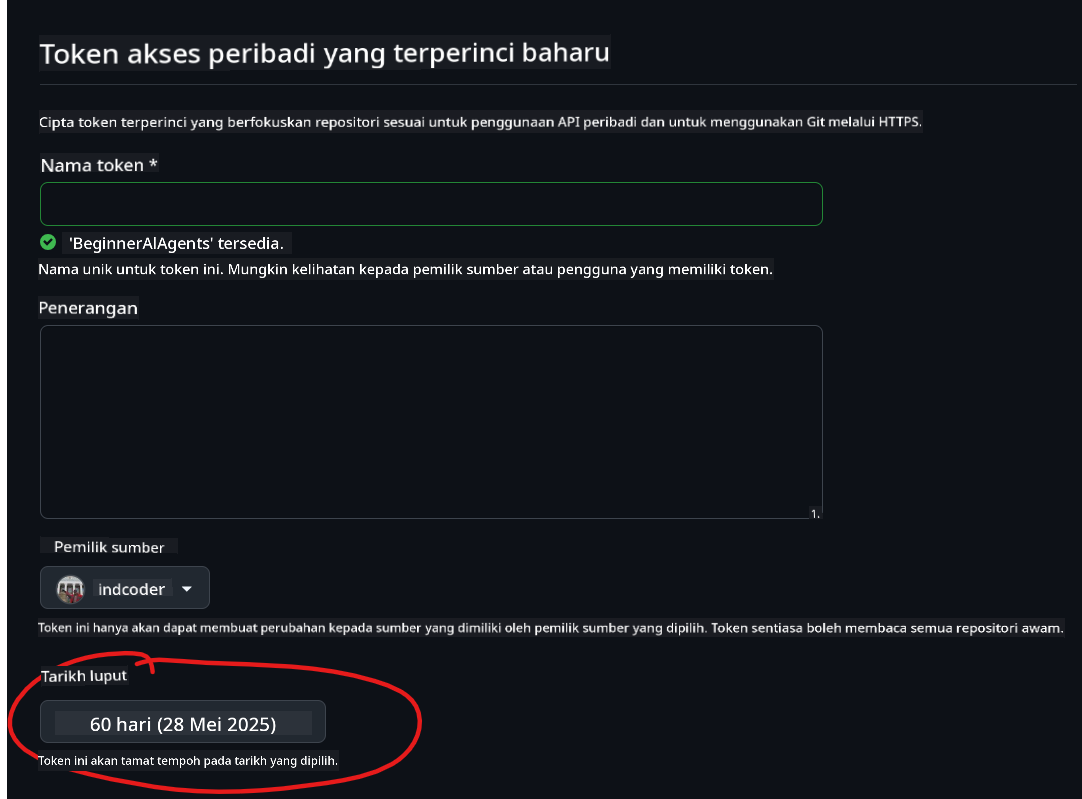 Token akses peribadi yang terperinci baharu
Cipta token terperinci yang berfokuskan repositori sesuai untuk penggunaan API peribadi dan untuk menggunakan Git melalui HTTPS.
Nama token *
'BeginnerAIAgents' tersedia.
Nama unik untuk token ini. Mungkin kelihatan kepada pemilik sumber atau pengguna yang memiliki token.
Penerangan
1.
Pemilik sumber
indcoder
Token ini hanya akan dapat membuat perubahan kepada sumber yang dimiliki oleh pemilik sumber yang dipilih. Token sentiasa boleh membaca semua repositori awam.
Tarikh luput
60 hari (28 Mei 2025)
Token ini akan tamat tempoh pada tarikh yang dipilih.